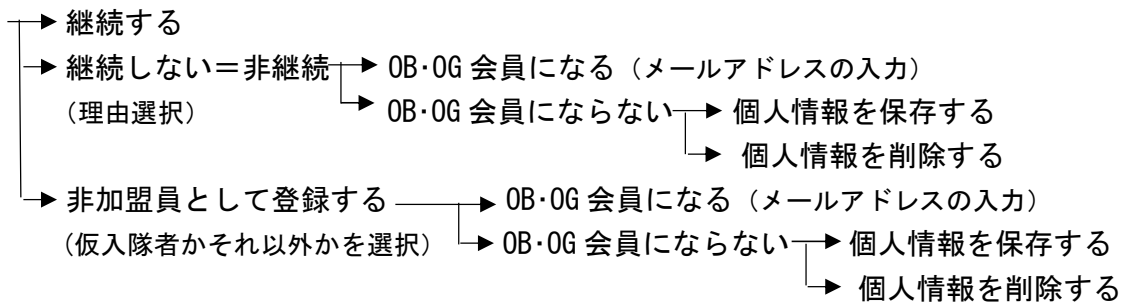 継続する
継続しない＝非継続 OB･OG 会員になる（メールアドレスの入力）
（理由選択） OB･OG 会員にならない 個人情報を保存する
個人情報を削除する
非加盟員として登録する OB･OG 会員になる（メールアドレスの入力）
（仮入隊者かそれ以外かを選択） OB･OG 会員にならない 個人情報を保存する
個人情報を削除する